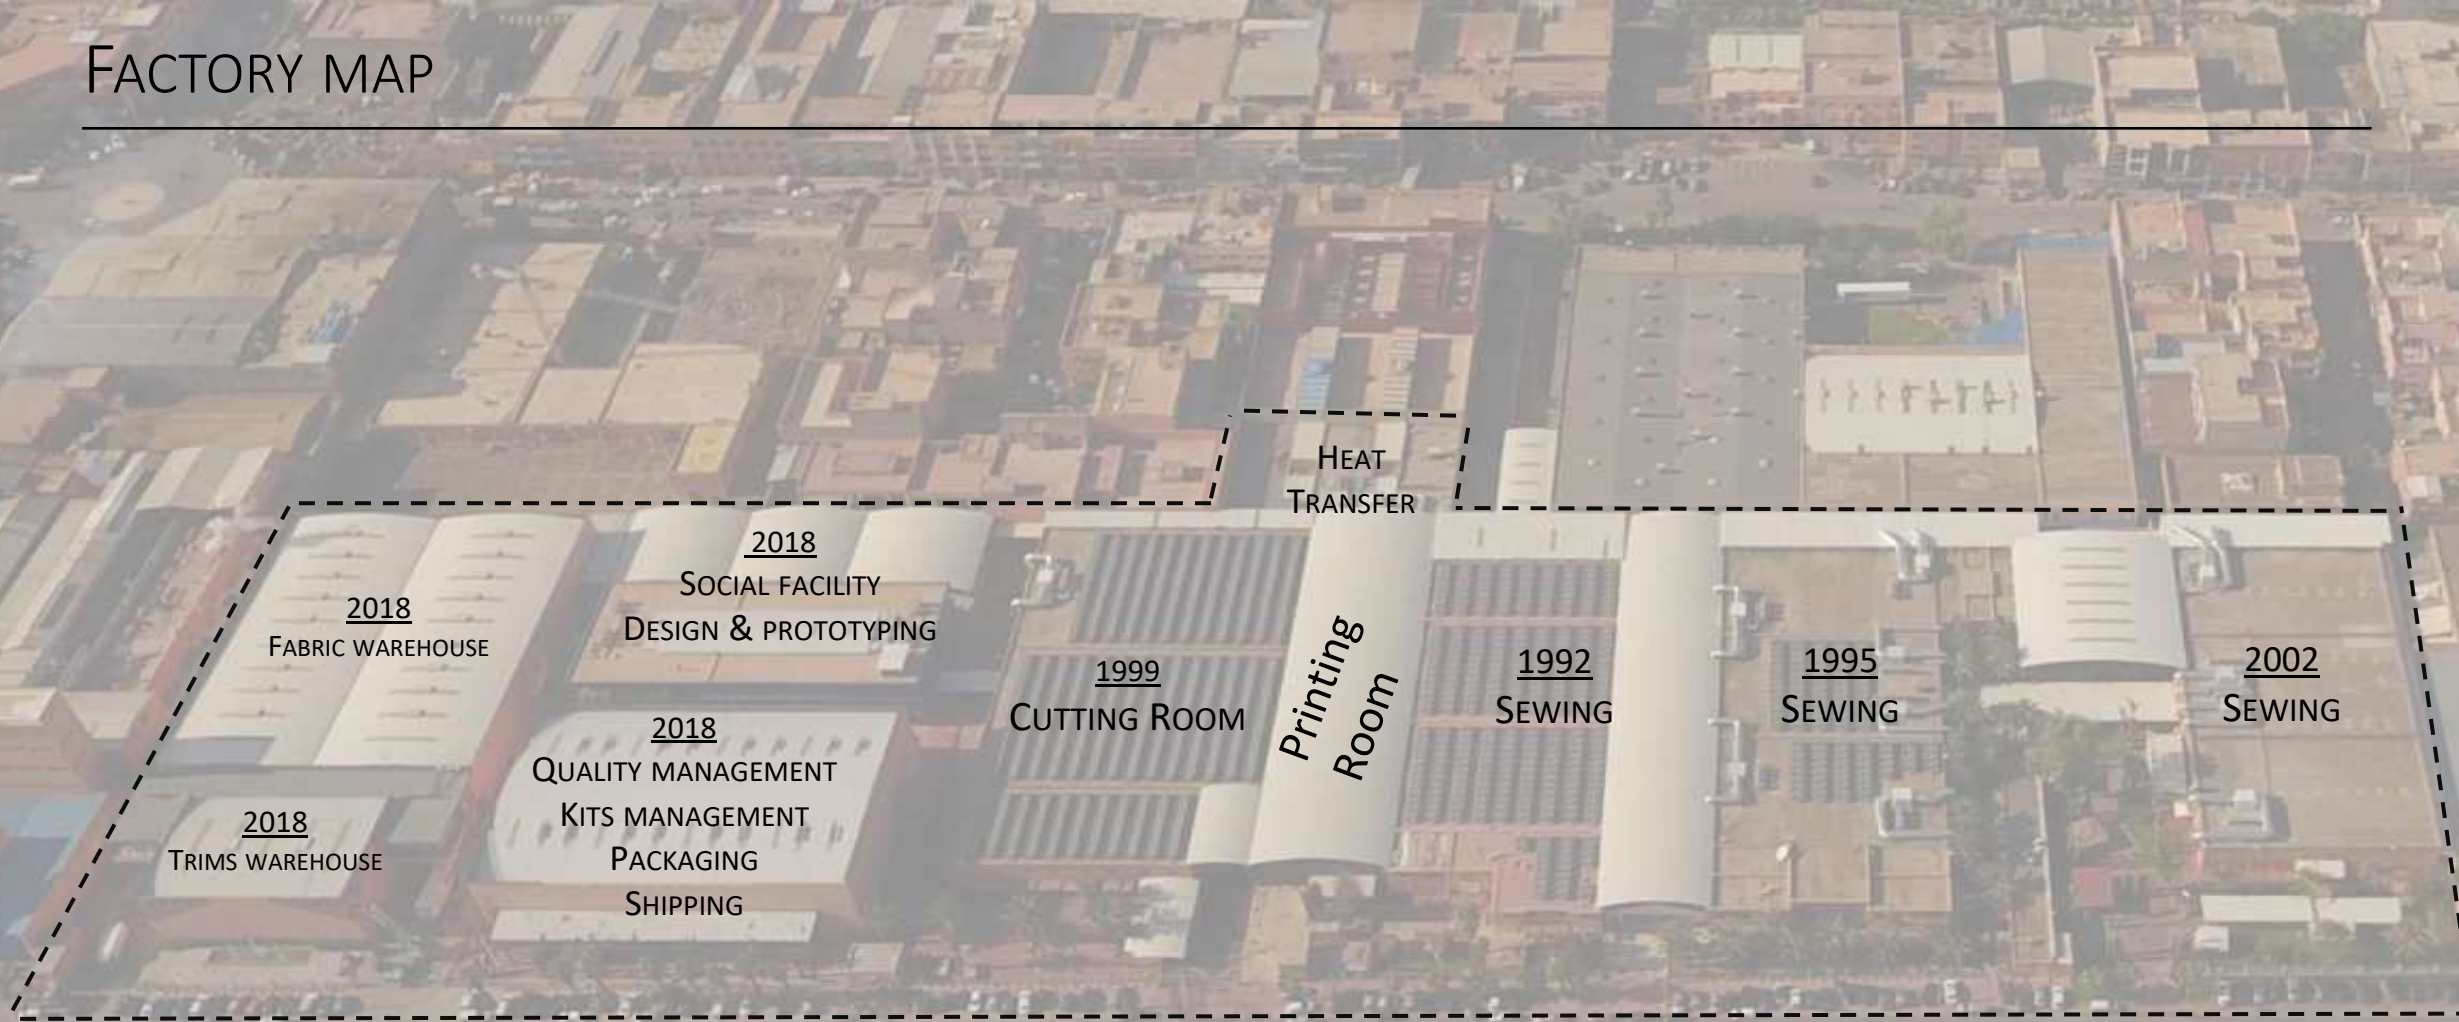 FACTORY MAP
HEAT
TRANSFER
2018
FABRIC WAREHOUSE
2018
SOCIAL FACILITY
DESIGN & PROTOTYPING
2018
TRIMS WAREHOUSE
2018
QUALITY MANAGEMENT
KITS MANAGEMENT
PACKAGING
SHIPPING
1999
CUTTING ROOM
Printing
Room
1992
SEWING
1995
SEWING
2002
SEWING